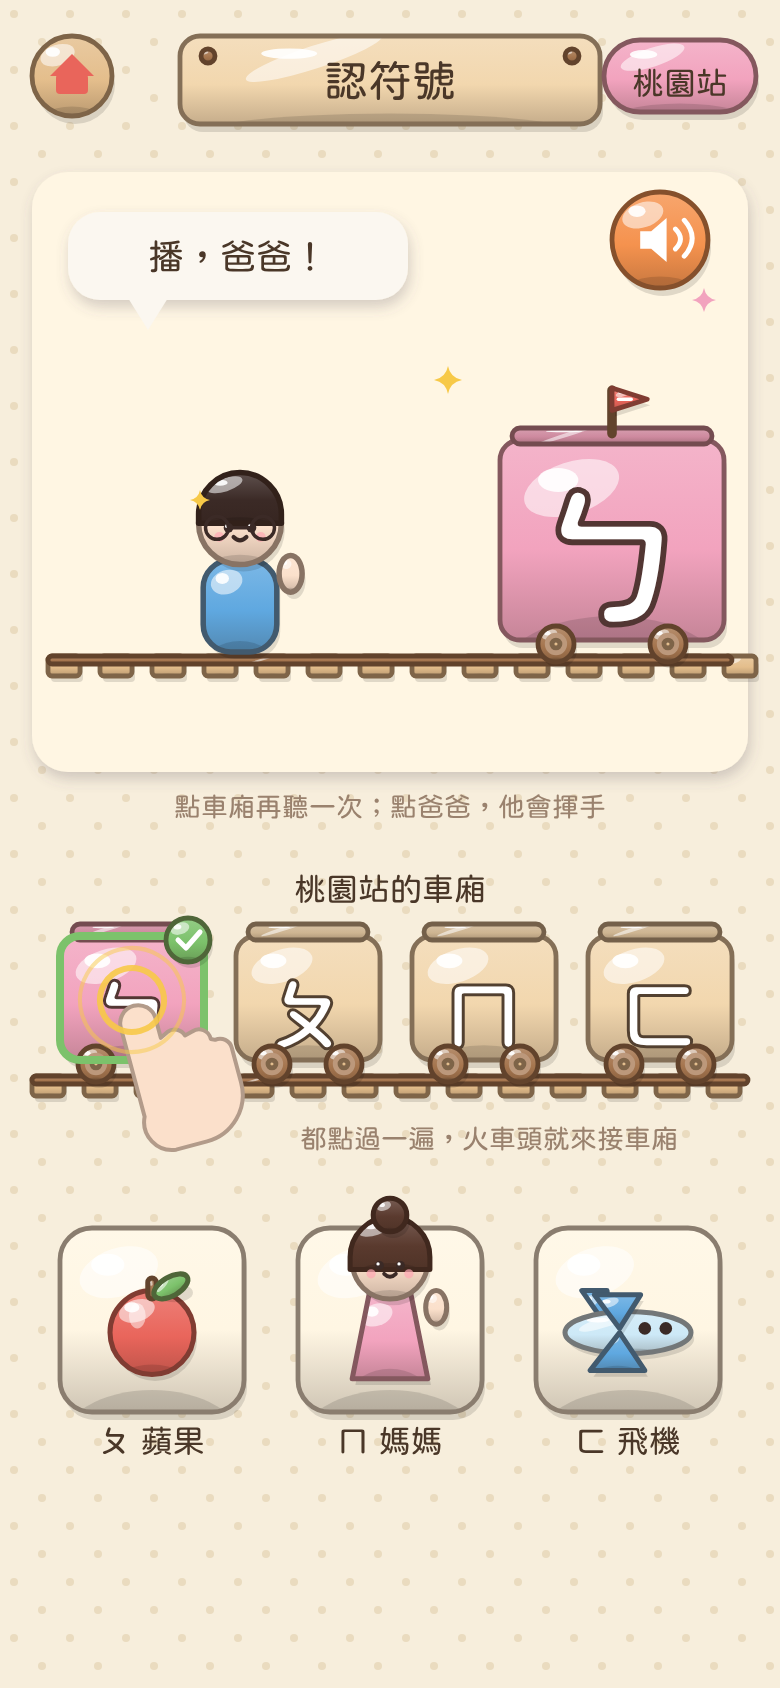 認符號
桃園站
播，爸爸！
ㄅ
點車廂再聽一次；點爸爸，他會揮手
桃園站的車廂
ㄅ ㄆ ㄇ ㄈ
都點過一遍，火車頭就來接車廂
ㄆ 蘋果
ㄇ 媽媽
ㄈ 飛機